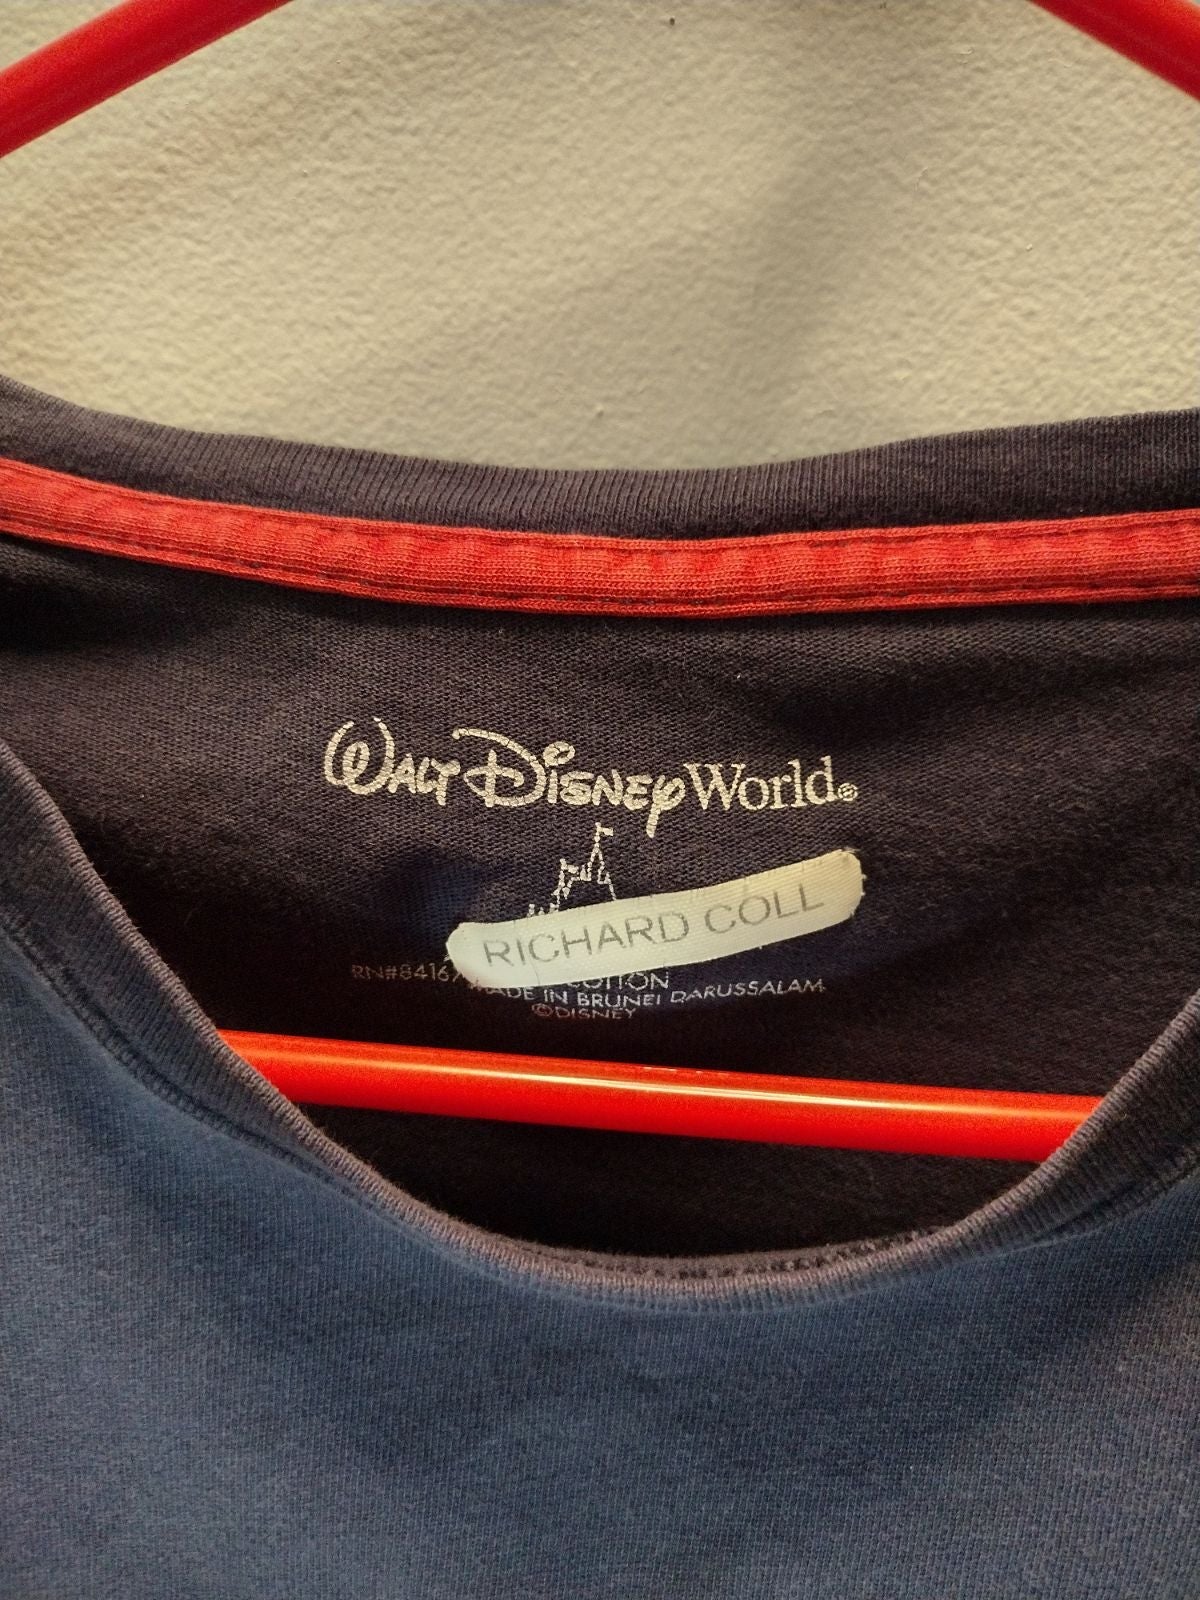 WALT DISNEY World®
RICHARD COLL
RN#8416
COTTON
MADE IN BRUNEI DARUSSALAM
©DISNEY